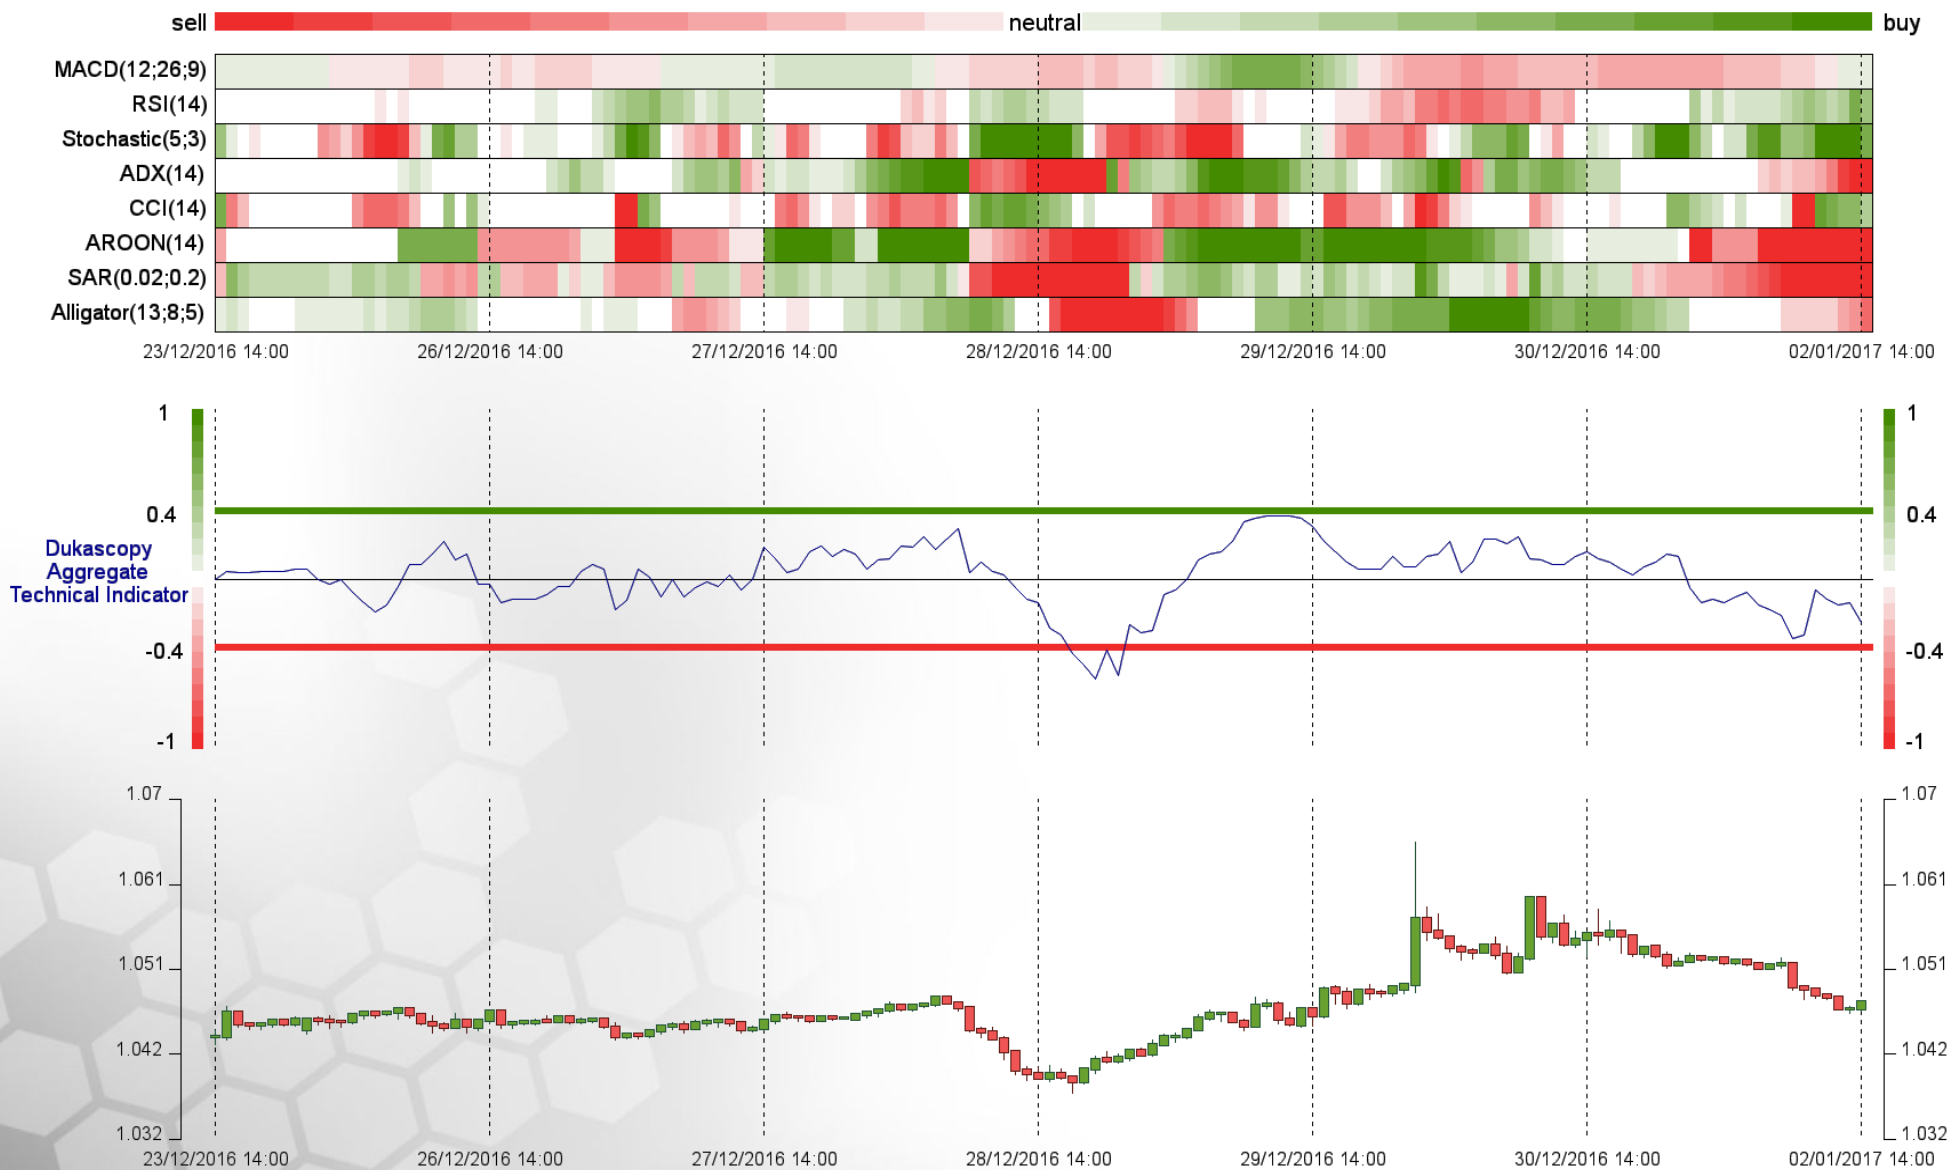 sell neutral buy
MACD(12;26;9)
RSI(14)
Stochastic(5;3)
ADX(14)
CCI(14)
AROON(14)
SAR(0.02;0.2)
Alligator(13;8;5)
23/12/2016 14:00 26/12/2016 14:00 27/12/2016 14:00 28/12/2016 14:00 29/12/2016 14:00 30/12/2016 14:00 02/01/2017 14:00
1 1
0.4 0.4
Dukascopy
Aggregate
Technical Indicator
-0.4 -0.4
-1 -1
1.07 1.07
1.061 1.061
1.051 1.051
1.042 1.042
1.032 1.032
23/12/2016 14:00 26/12/2016 14:00 27/12/2016 14:00 28/12/2016 14:00 29/12/2016 14:00 30/12/2016 14:00 02/01/2017 14:00